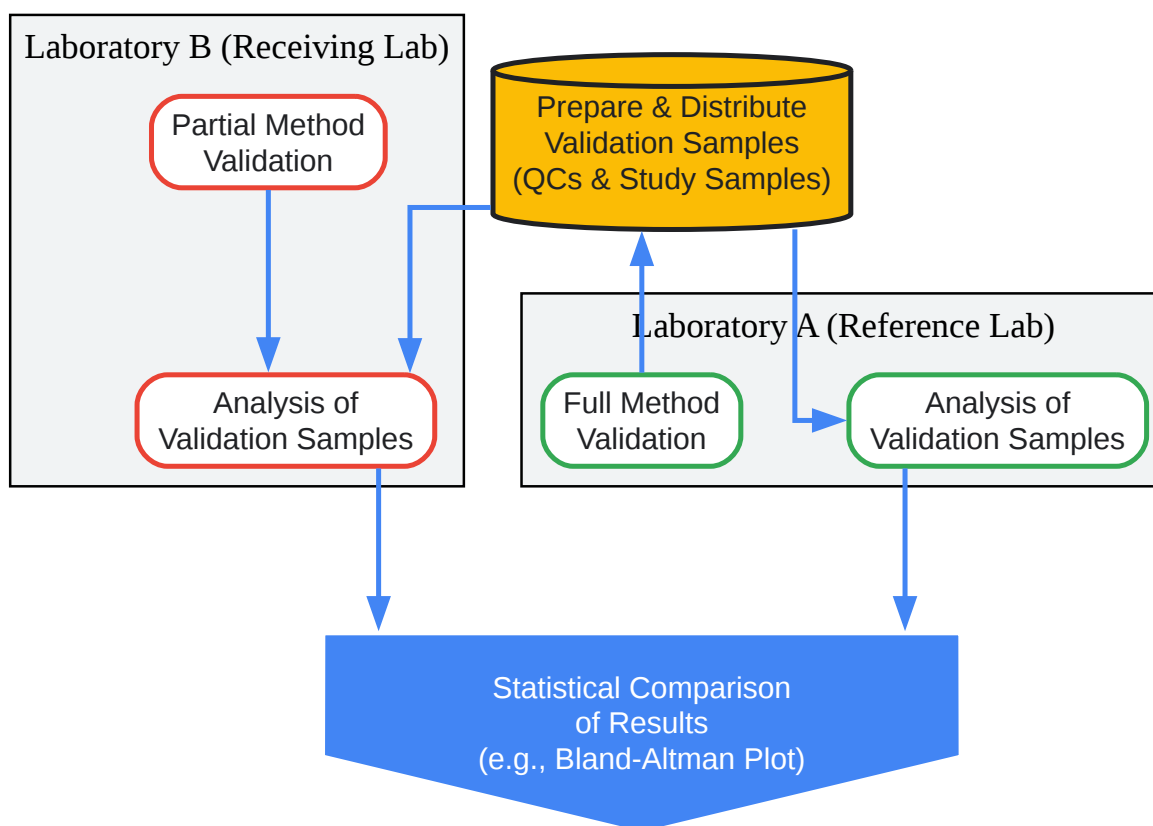 Laboratory B (Receiving Lab)
Partial Method
Validation
Prepare & Distribute
Validation Samples
(QCs & Study Samples)
Laboratory A (Reference Lab)
Analysis of
Validation Samples
Full Method
Validation
Analysis of
Validation Samples
Statistical Comparison
of Results
(e.g., Bland-Altman Plot)